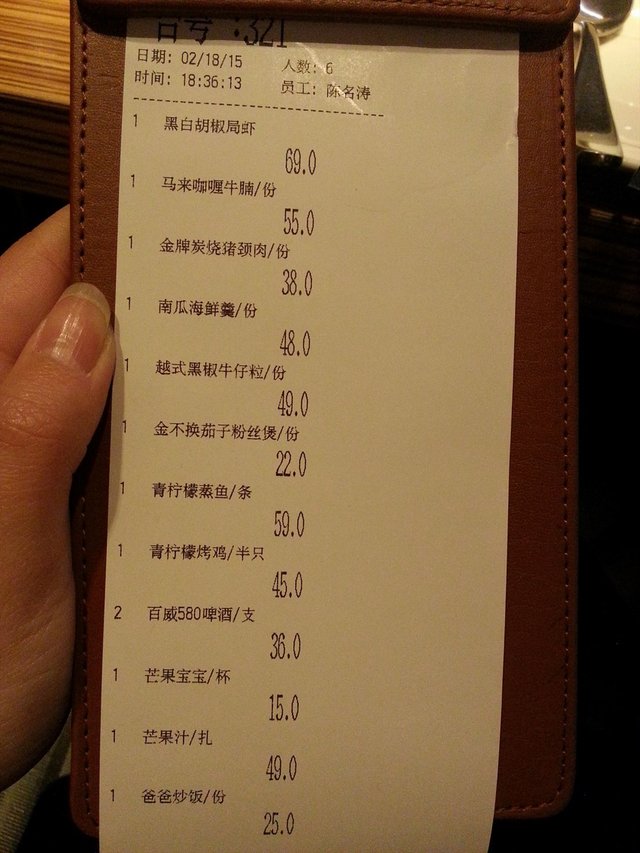 台号 :321
日期: 02/18/15 人数: 6
时间: 18:36:13 员工: 陈名涛
1 黑白胡椒局虾
69.0
1 马来咖喱牛腩/份
55.0
1 金牌炭烧猪颈肉/份
38.0
1 南瓜海鲜羹/份
48.0
1 越式黑椒牛仔粒/份
49.0
1 金不换茄子粉丝煲/份
22.0
1 青柠檬蒸鱼/条
59.0
1 青柠檬烤鸡/半只
45.0
2 百威580啤酒/支
36.0
1 芒果宝宝/杯
15.0
1 芒果汁/扎
49.0
1 爸爸炒饭/份
25.0